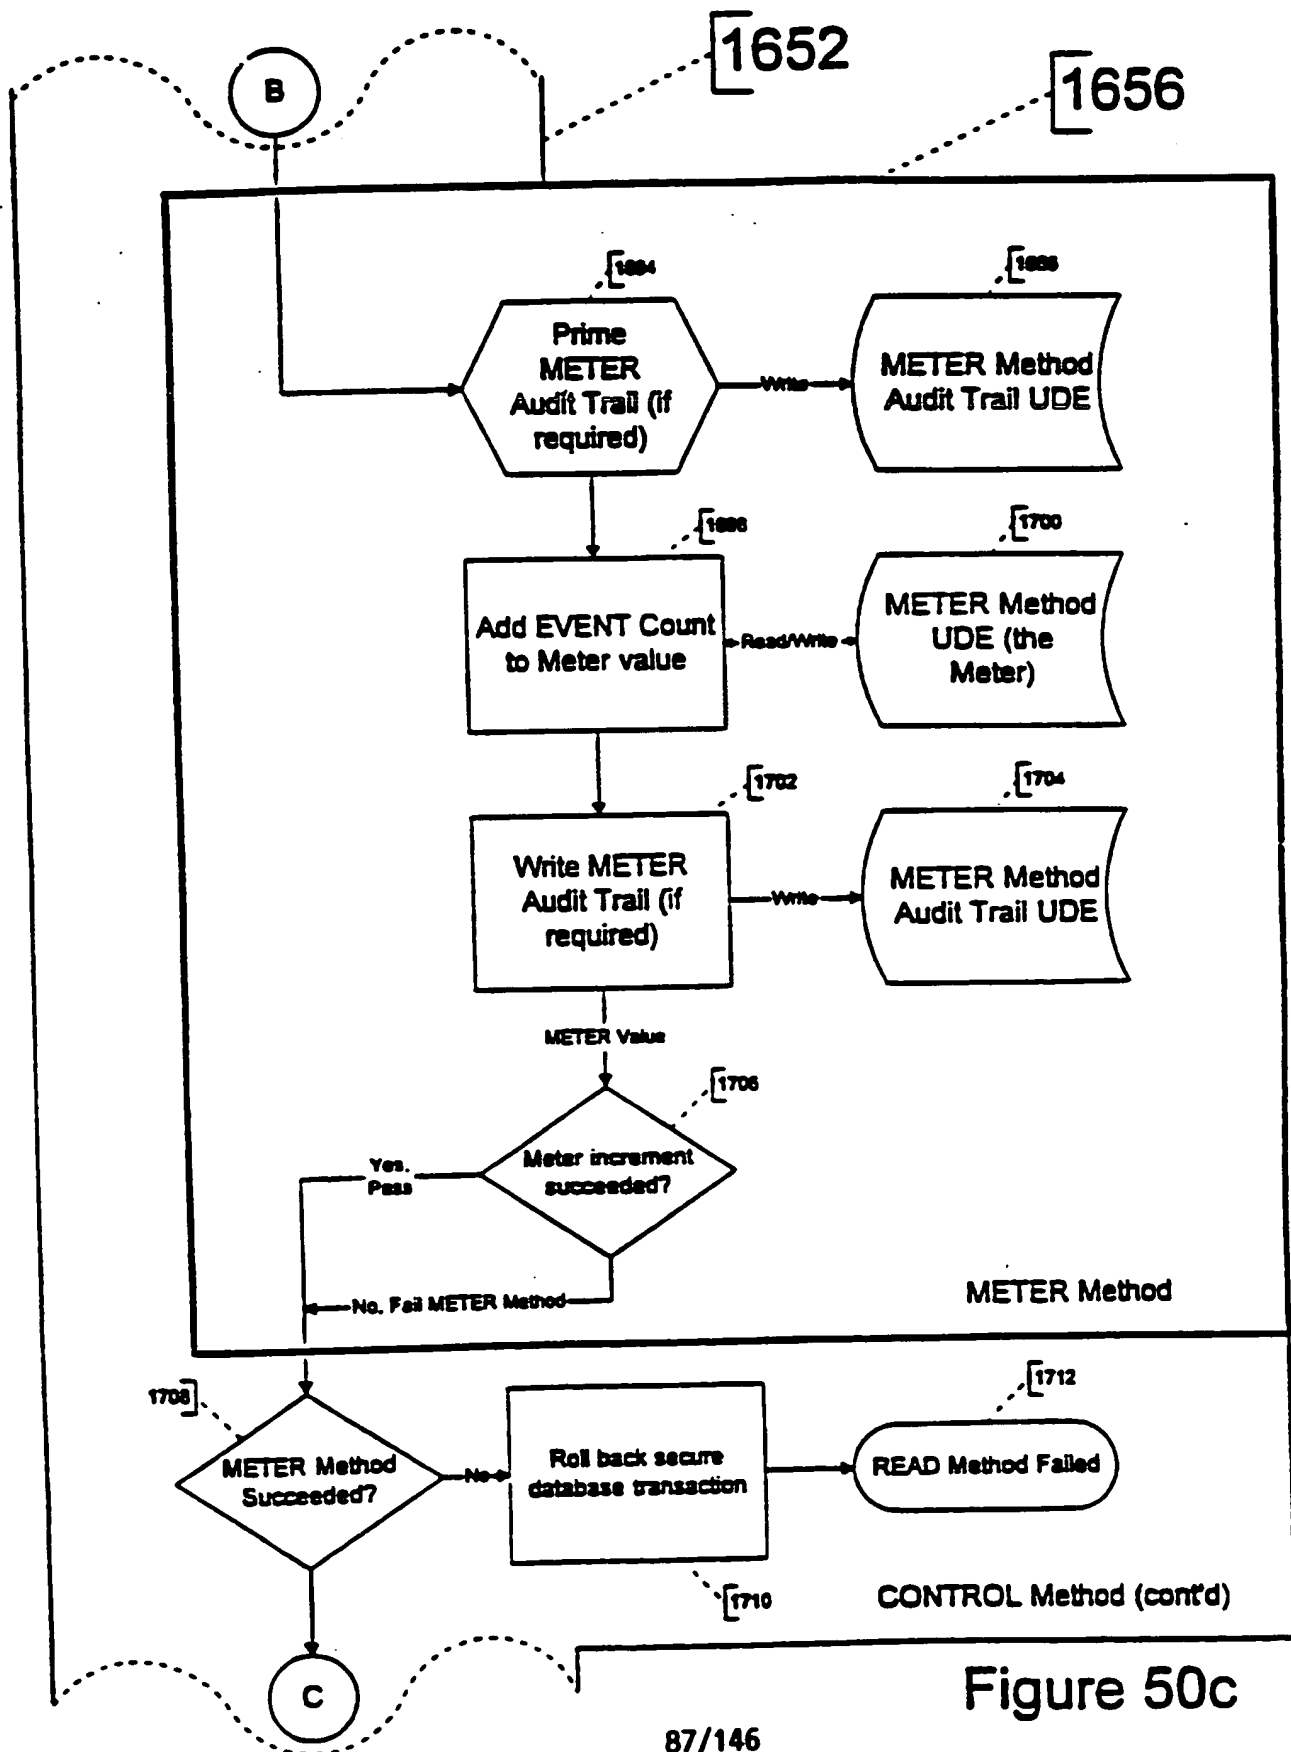 B
1652
1656
1694
Prime
METER
Audit Trail (if
required)
Write
METER Method
Audit Trail UDE
Add EVENT Count
to Meter value
Read/Write
1700
METER Method
UDE (the
Meter)
1702
Write METER
Audit Trail (if
required)
Write
1704
METER Method
Audit Trail UDE
METER Value
1706
Meter increment
succeeded?
Yes.
Pass
No. Fail METER Method
METER Method
1708
METER Method
Succeeded?
No
Roll back secure
database transaction
1710
1712
READ Method Failed
CONTROL Method (cont'd)
C
Figure 50c
87/146